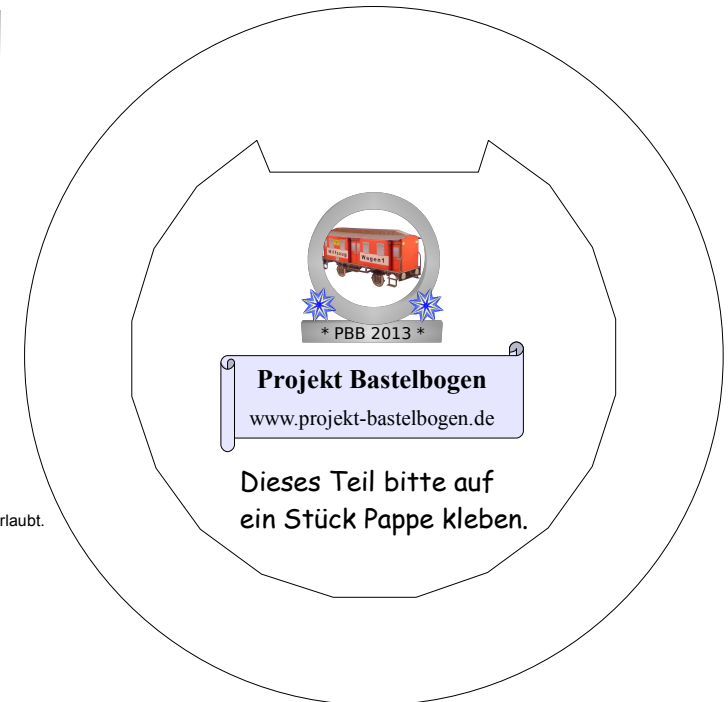 Hilfszug
Wagen 1
* PBB 2013 *
Projekt Bastelbogen
www.projekt-bastelbogen.de
Dieses Teil bitte auf
ein Stück Pappe kleben.
rlaubt.